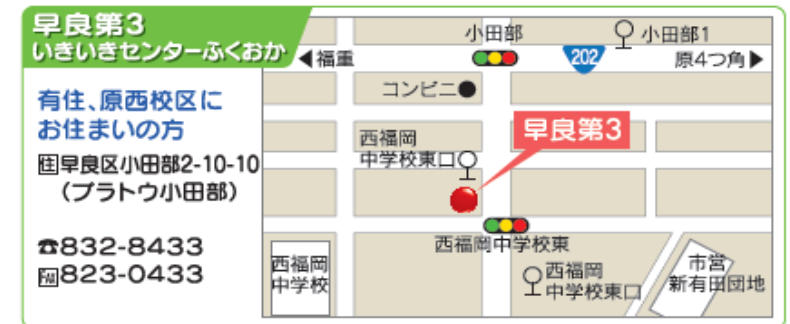 早良第3
いきいきセンターふくおか
有住、原西校区に
お住まいの方
住早良区小田部2-10-10
(プラトウ小田部)
☎832-8433
FAX823-0433
小田部
小田部1
◀福重
202
原4つ角▶
コンビニ●
西福岡
中学校東口
早良第3
西福岡中学校東
西福岡
中学校
西福岡
中学校東口
市営
新有田団地